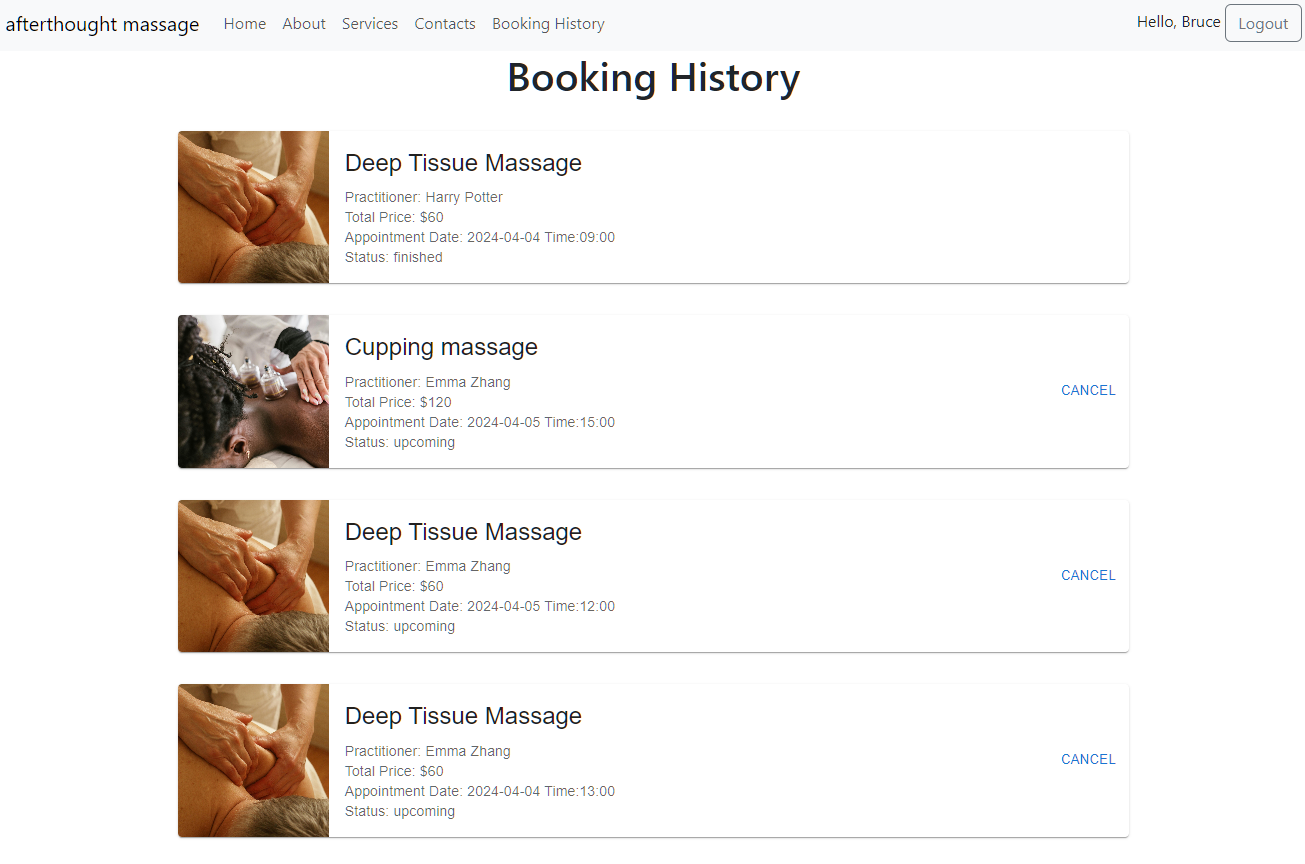 afterthought massage Home About Services Contacts Booking History Hello, Bruce Logout
Booking History
Deep Tissue Massage
Practitioner: Harry Potter
Total Price: $60
Appointment Date: 2024-04-04 Time:09:00
Status: finished
Cupping massage
Practitioner: Emma Zhang
Total Price: $120
Appointment Date: 2024-04-05 Time:15:00
Status: upcoming
CANCEL
Deep Tissue Massage
Practitioner: Emma Zhang
Total Price: $60
Appointment Date: 2024-04-05 Time:12:00
Status: upcoming
CANCEL
Deep Tissue Massage
Practitioner: Emma Zhang
Total Price: $60
Appointment Date: 2024-04-04 Time:13:00
Status: upcoming
CANCEL